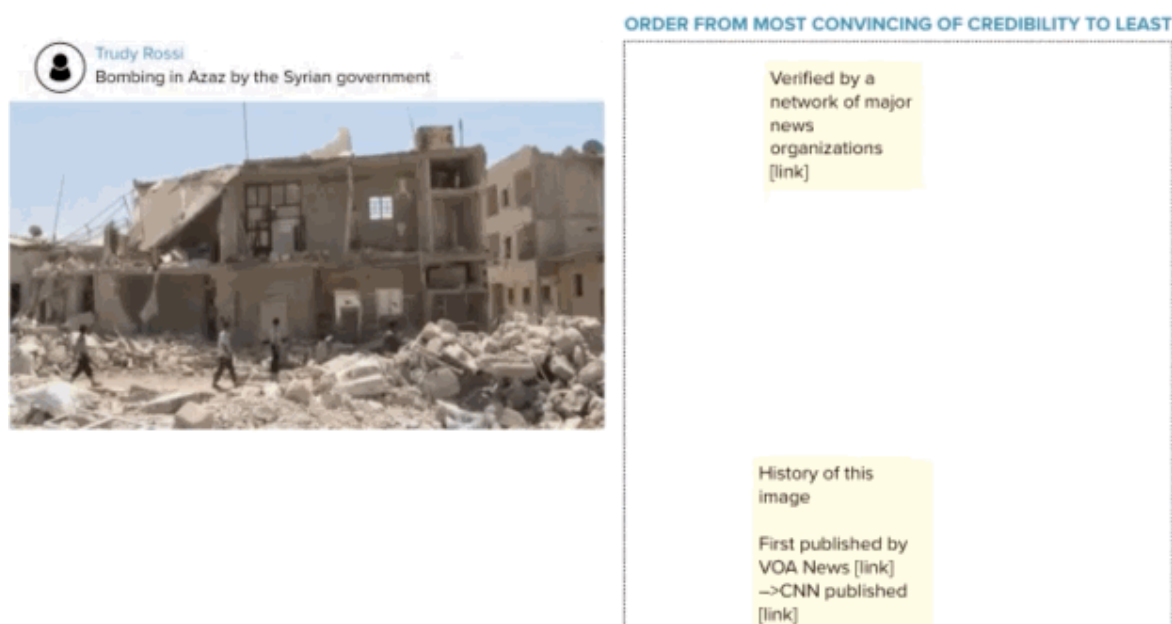 ORDER FROM MOST CONVINCING OF CREDIBILITY TO LEAST
Trudy Rossi
Bombing in Azaz by the Syrian government
Verified by a
network of major
news
organizations
[link]
History of this
image
First published by
VOA News [link]
–>CNN published
[link]